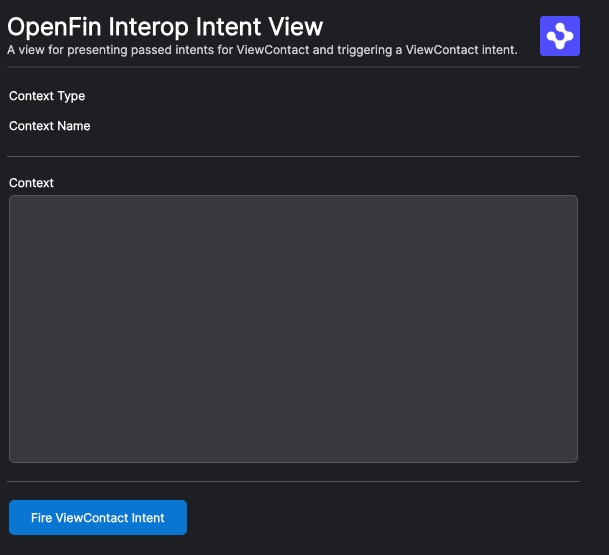 OpenFin Interop Intent View
A view for presenting passed intents for ViewContact and triggering a ViewContact intent.
Context Type
Context Name
Context
Fire ViewContact Intent